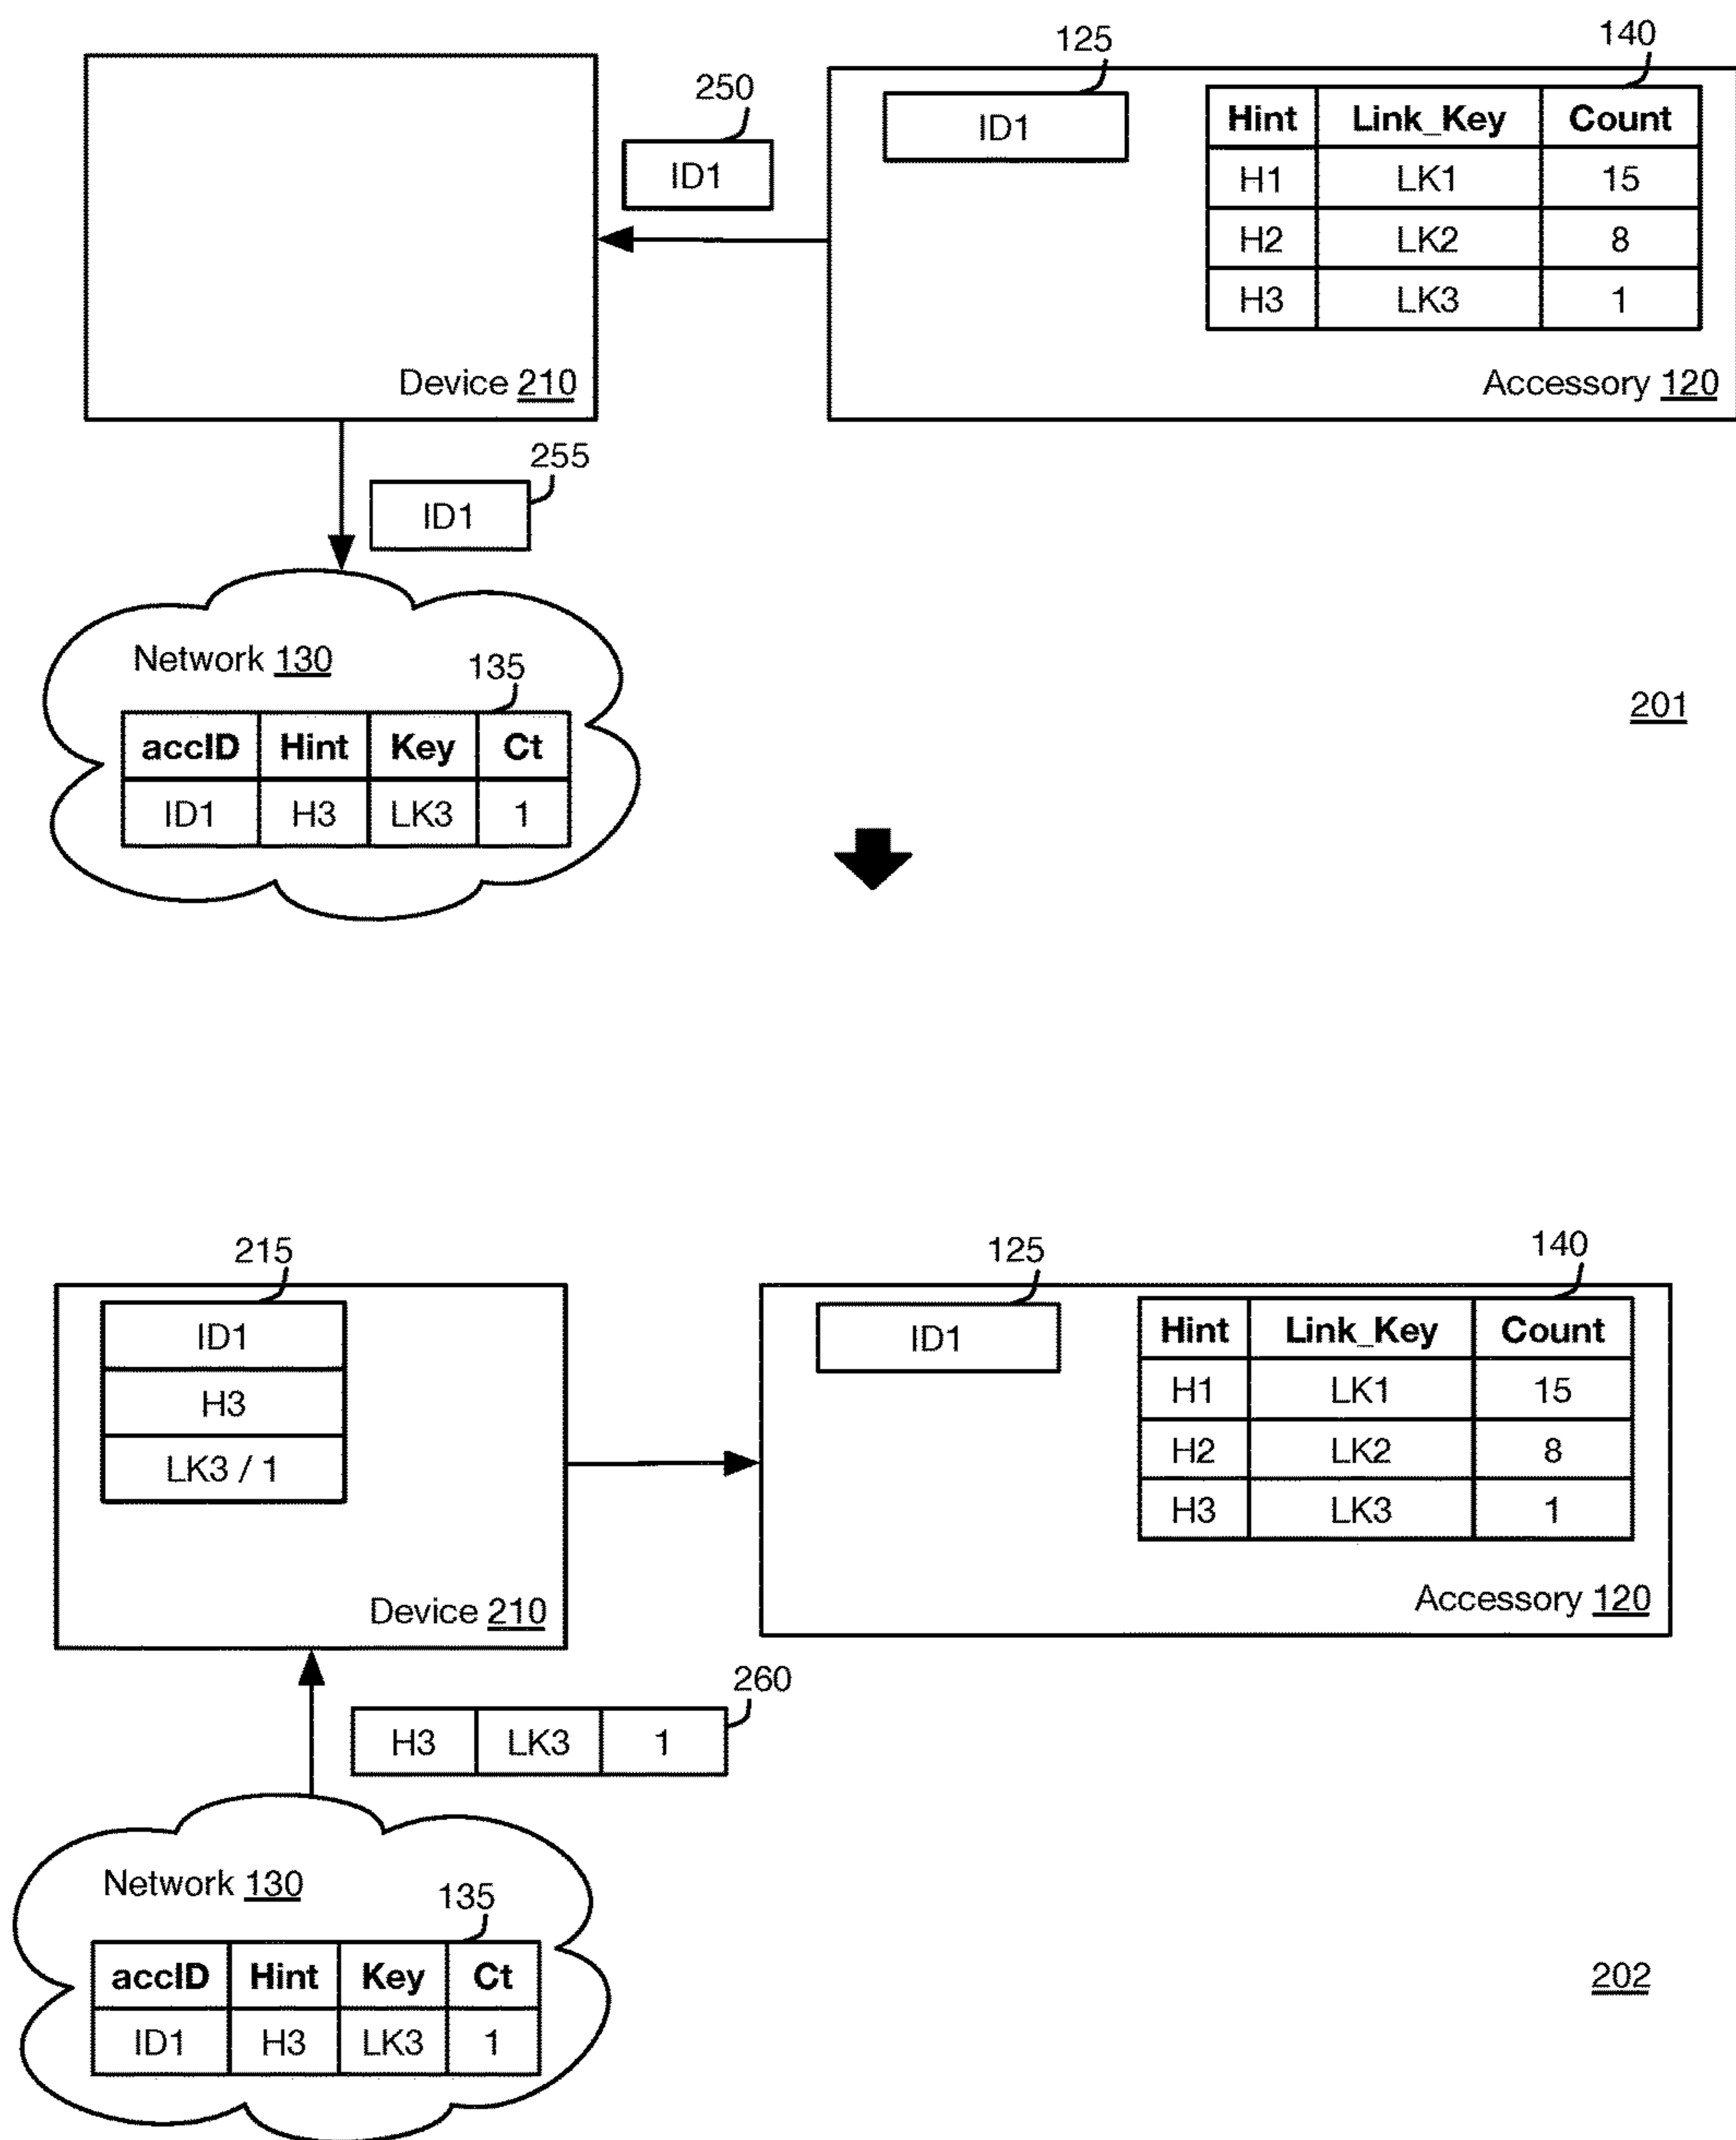 125
140
250
ID1
ID1
Hint Link_Key Count
H1 LK1 15
H2 LK2 8
H3 LK3 1
Device 210
Accessory 120
255
ID1
Network 130
135
accID Hint Key Ct
ID1 H3 LK3 1
201
215
125
140
ID1
H3
LK3 / 1
ID1
Hint Link_Key Count
H1 LK1 15
H2 LK2 8
H3 LK3 1
Device 210
Accessory 120
260
H3 LK3 1
Network 130
135
accID Hint Key Ct
ID1 H3 LK3 1
202